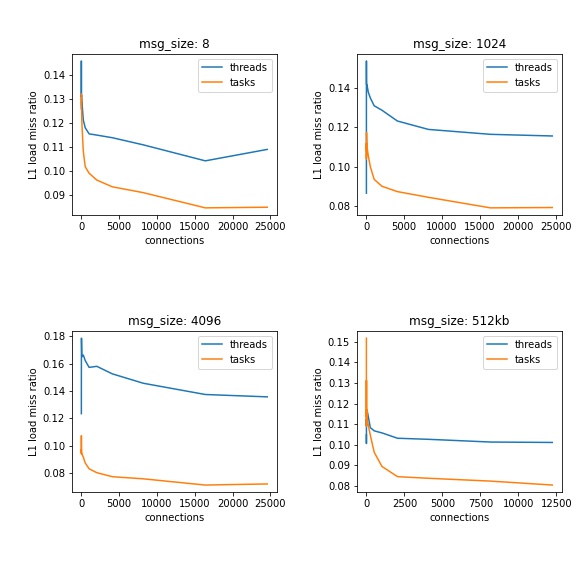 msg_size: 8
threads
tasks
L1 load miss ratio
0.14
0.13
0.12
0.11
0.10
0.09
0 5000 10000 15000 20000 25000
connections
msg_size: 1024
threads
tasks
L1 load miss ratio
0.14
0.12
0.10
0.08
0 5000 10000 15000 20000 25000
connections
msg_size: 4096
threads
tasks
L1 load miss ratio
0.18
0.16
0.14
0.12
0.10
0.08
0 5000 10000 15000 20000 25000
connections
msg_size: 512kb
threads
tasks
L1 load miss ratio
0.15
0.14
0.13
0.12
0.11
0.10
0.09
0.08
0 2500 5000 7500 10000 12500
connections